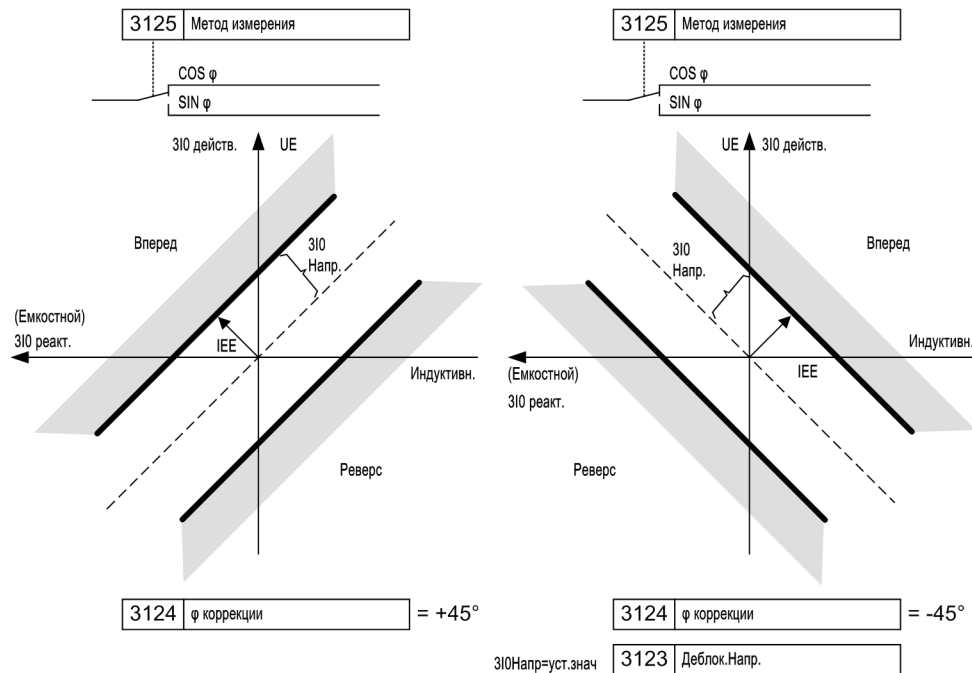 3125 Метод измерения
COS φ
SIN φ
3I0 действ.
UE
Вперед
3I0
Напр.
(Емкостной)
3I0 реакт.
IEE
Индуктивн.
Реверс
3124 φ коррекции = +45°
3125 Метод измерения
COS φ
SIN φ
UE
3I0 действ.
Вперед
3I0
Напр.
Индуктивн.
(Емкостной)
3I0 реакт.
IEE
Реверс
3124 φ коррекции = -45°
3I0Напр=уст.знач 3123 Деблок.Напр.